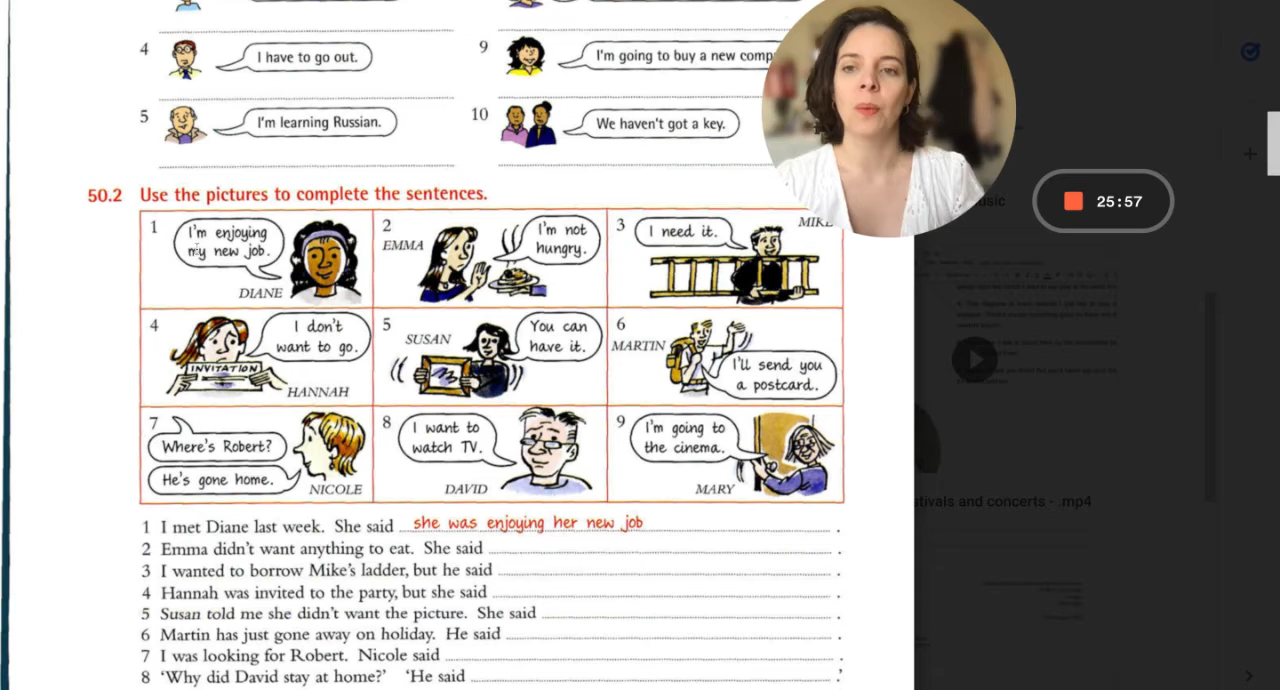 4
I have to go out.
9
I'm going to buy a new comp
5
I'm learning Russian.
10
We haven't got a key.
50.2 Use the pictures to complete the sentences.
1
I'm enjoying
my new job.
DIANE
2
EMMA
I'm not
hungry.
3
I need it.
MIKE
4
I don't
want to go.
INVITATION
HANNAH
5
SUSAN
You can
have it.
6
MARTIN
I'll send you
a postcard.
7
Where's Robert?
He's gone home.
NICOLE
8
I want to
watch TV.
DAVID
9
I'm going to
the cinema.
MARY
1 I met Diane last week. She said she was enjoying her new job .
2 Emma didn't want anything to eat. She said .
3 I wanted to borrow Mike's ladder, but he said .
4 Hannah was invited to the party, but she said .
5 Susan told me she didn't want the picture. She said .
6 Martin has just gone away on holiday. He said .
7 I was looking for Robert. Nicole said .
8 ‘Why did David stay at home?’ ‘He said .’
25:57
usic
stivals and concerts - .mp4